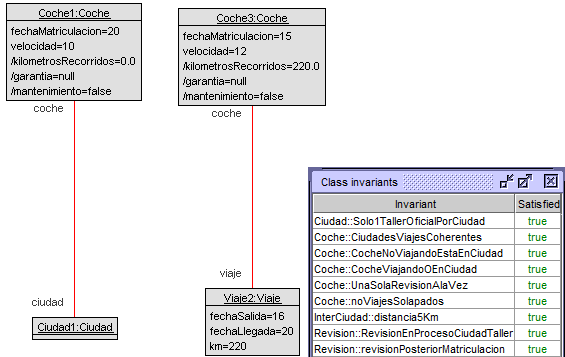 Coche1:Coche
fechaMatriculacion=20
velocidad=10
/kilometrosRecorridos=0.0
/garantia=null
/mantenimiento=false
coche
ciudad
Ciudad1:Ciudad
Coche3:Coche
fechaMatriculacion=15
velocidad=12
/kilometrosRecorridos=220.0
/garantia=null
/mantenimiento=false
coche
viaje
Viaje2:Viaje
fechaSalida=16
fechaLlegada=20
km=220
Class invariants
Invariant Satisfied
Ciudad::Solo1TallerOficialPorCiudad true
Coche::CiudadesViajesCoherentes true
Coche::CocheNoViajandoEstaEnCiudad true
Coche::CocheViajandoOEnCiudad true
Coche::UnaSolaRevisionAlaVez true
Coche::noViajesSolapados true
InterCiudad::distancia5Km true
Revision::RevisionEnProcesoCiudadTaller true
Revision::revisionPosteriorMatriculacion true